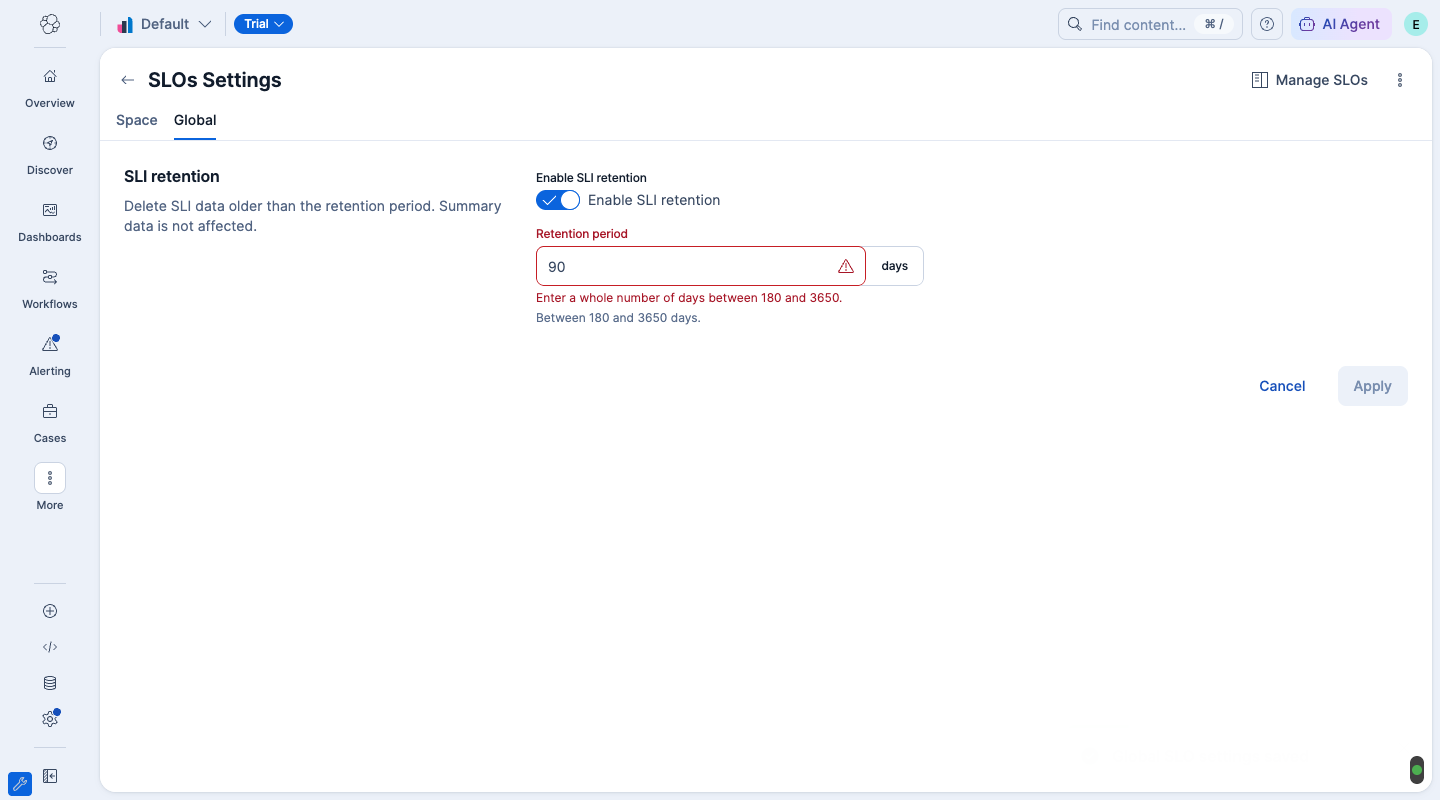 Default
Trial
Find content...
⌘ /
AI Agent
E
Overview
Discover
Dashboards
Workflows
Alerting
Cases
More
SLOs Settings
Manage SLOs
Space
Global
SLI retention
Delete SLI data older than the retention period. Summary
data is not affected.
Enable SLI retention
Enable SLI retention
Retention period
90
days
Enter a whole number of days between 180 and 3650.
Between 180 and 3650 days.
Cancel
Apply